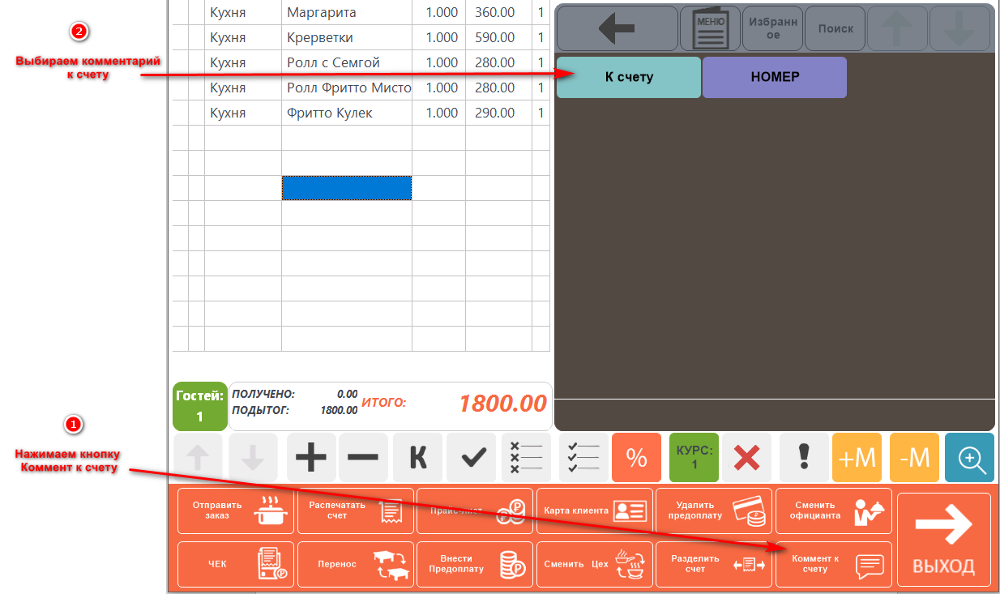 2
Выбираем комментарий
к счету
Кухня Маргарита 1.000 360.00 1
Кухня Крерветки 1.000 590.00 1
Кухня Ролл с Семгой 1.000 280.00 1
Кухня Ролл Фритто Мисто 1.000 280.00 1
Кухня Фритто Кулек 1.000 290.00 1
МЕНЮ
Избранн
ое
Поиск
К счету
НОМЕР
Гостей:
1
ПОЛУЧЕНО: 0.00
ПОДЫТОГ: 1800.00
ИТОГО: 1800.00
1
Нажимаем кнопку
Коммент к счету
К
%
КУРС:
1
+М
-М
Отправить
заказ
Распечатать
счет
Прайс-лист
Карта клиента
Удалить
предоплату
Сменить
официанта
ЧЕК
Перенос
Внести
Предоплату
Сменить Цех
Разделить
счет
Коммент к
счету
ВЫХОД